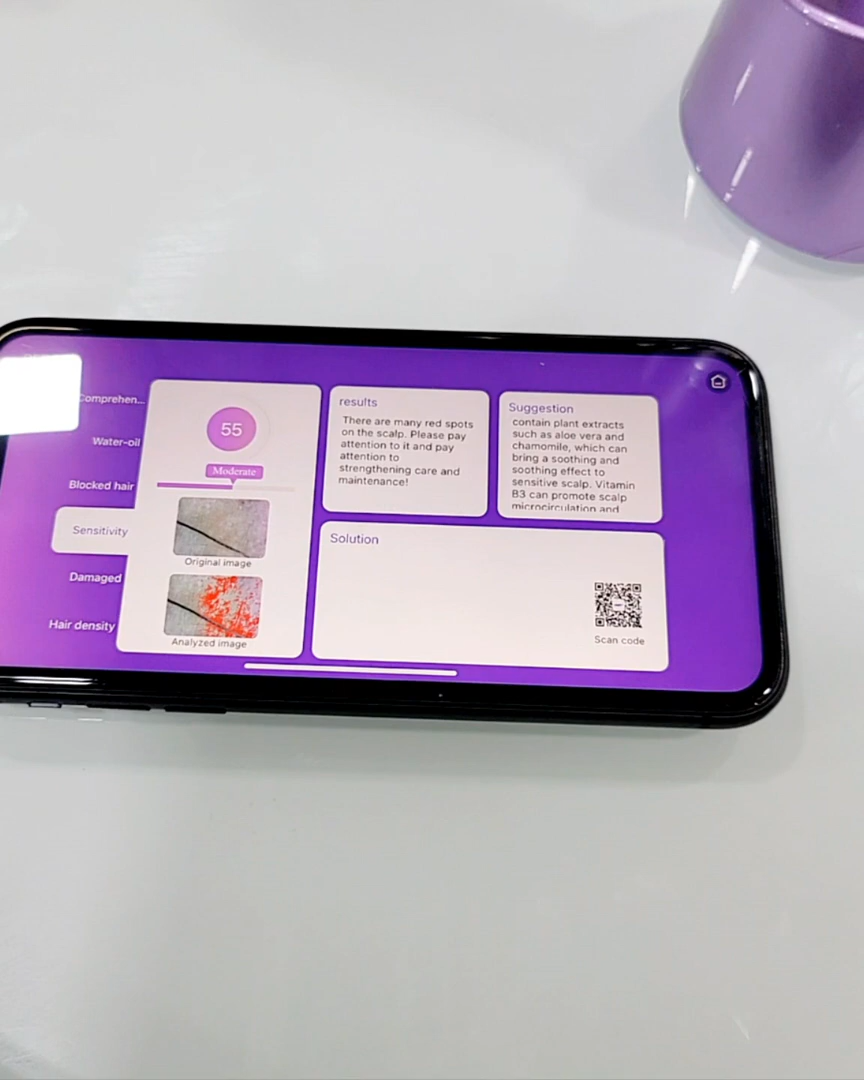 Comprehen...
Water-oil
Blocked hair
Sensitivity
Damaged
Hair density
55
Moderate
Original image
Analyzed image
results
There are many red spots
on the scalp. Please pay
attention to it and pay
attention to
strengthening care and
maintenance!
Suggestion
contain plant extracts
such as aloe vera and
chamomile, which can
bring a soothing and
soothing effect to
sensitive scalp. Vitamin
B3 can promote scalp
microcirculation and
Solution
Scan code